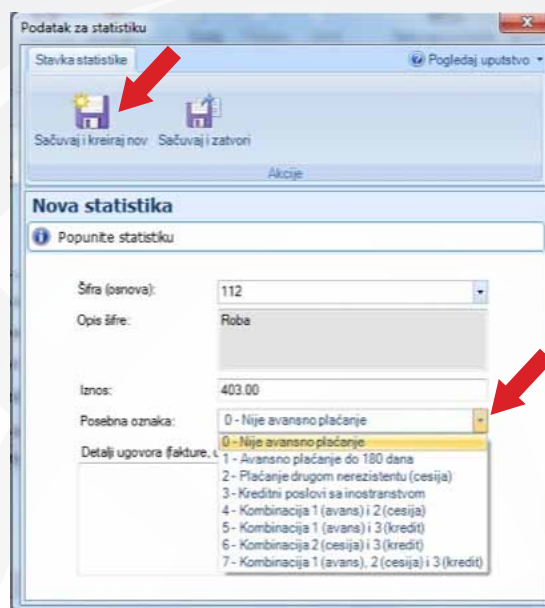 Podatak za statistiku
Stavka statistike
Pogledaj uputstvo
Sačuvaj i kreiraj nov
Sačuvaj i zatvori
Akcije
Nova statistika
Popunite statistiku
Šifra (osnova):
112
Opis šifre:
Roba
Iznos:
403.00
Posebna oznaka:
0 - Nije avansno plaćanje
0 - Nije avansno plaćanje
Detalji ugovora (fakture,
1 - Avansno plaćanje do 180 dana
2 - Plaćanje drugom nerezistentu (cesija)
3 - Kreditni poslovi sa inostranstvom
4 - Kombinacija 1 (avans) i 2 (cesija)
5 - Kombinacija 1 (avans) i 3 (kredit)
6 - Kombinacija 2 (cesija) i 3 (kredit)
7 - Kombinacija 1 (avans), 2 (cesija) i 3 (kredit)